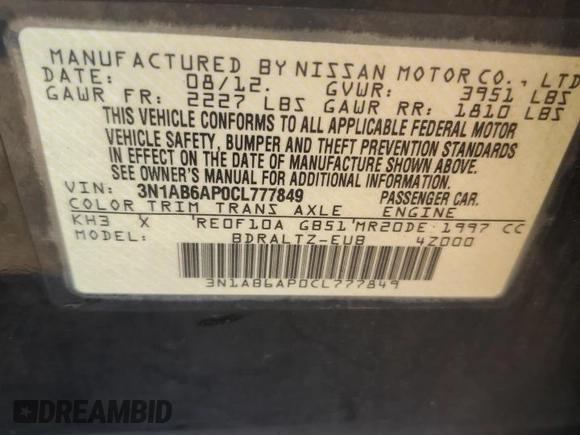 MANUFACTURED BY NISSAN MOTOR CO., LTD
DATE: 08/12. GVWR: 3951 LBS
GAWR FR: 2227 LBS GAWR RR: 1810 LBS
THIS VEHICLE CONFORMS TO ALL APPLICABLE FEDERAL MOTOR
VEHICLE SAFETY, BUMPER AND THEFT PREVENTION STANDARDS
IN EFFECT ON THE DATE OF MANUFACTURE SHOWN ABOVE.
SEE OWNER'S MANUAL FOR ADDITIONAL INFORMATION.
VIN: 3N1AB6AP0CL777849 PASSENGER CAR.
COLOR TRIM TRANS AXLE ENGINE
KH3 X RE0F10A GB51 MR20DE 1997 CC
MODEL: BDRALTZ-EUB 4Z000
3N1AB6AP0CL777849
DREAMBID